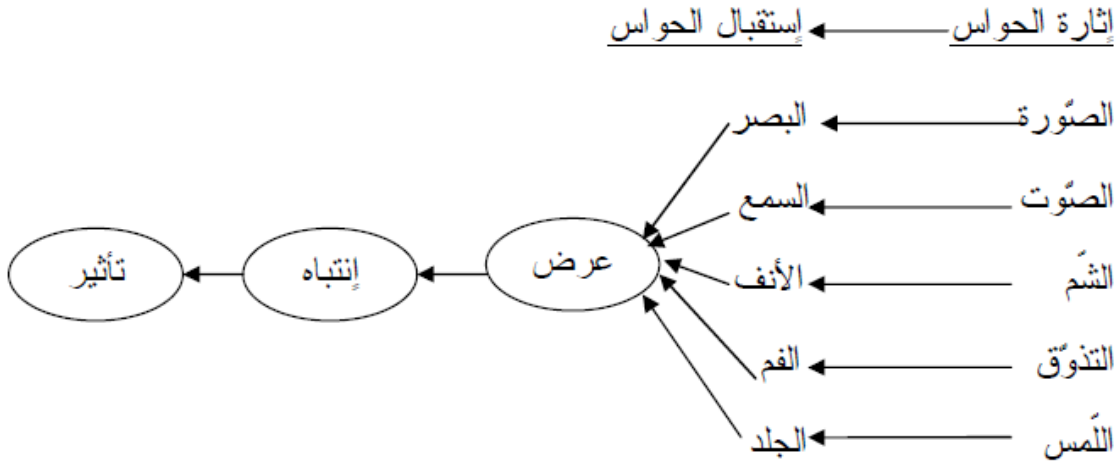 إثارة الحواس إستقبال الحواس
الصّورة البصر
الصّوت السمع
الشّم الأنف عرض إنتباه تأثير
التذوّق الفم
اللّمس الجلد